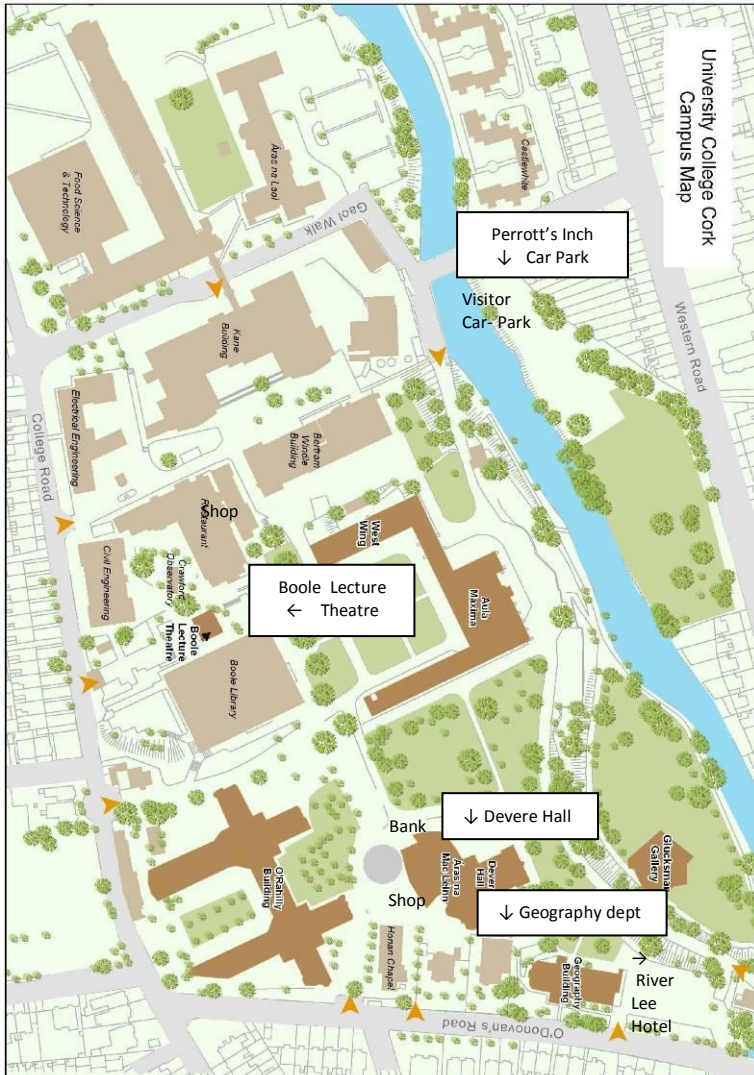 University College Cork
Campus Map
Castlewhite
Western Road
Áras na Laoi
Food Science
& Technology
Gaol Walk
Perrott's Inch
↓ Car Park
Visitor
Car- Park
Kane
Building
Electrical Engineering
College Road
Bertram
Windle
Building
Restaurant
Shop
West
Wing
Aula
Maxima
Civil Engineering
Crawford
Observatory
Boole Lecture
← Theatre
Boole
Lecture
Theatre
Boole Library
Bank
↓ Devere Hall
Devere
Hall
Áras na
Mac Léinn
Shop
Glucksman
Gallery
O'Rahilly
Building
Honan Chapel
↓ Geography dept
Geography
Building
→
River
Lee
Hotel
O'Donovan's Road